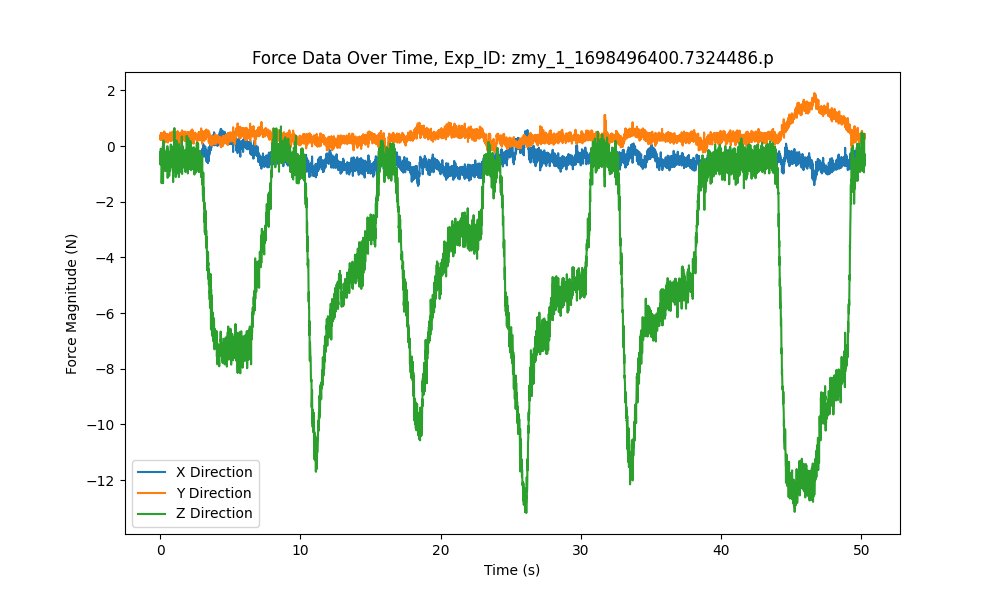 Force Data Over Time, Exp_ID: zmy_1_1698496400.7324486.p
Force Magnitude (N)
2
0
−2
−4
−6
−8
−10
−12
X Direction
Y Direction
Z Direction
0 10 20 30 40 50
Time (s)